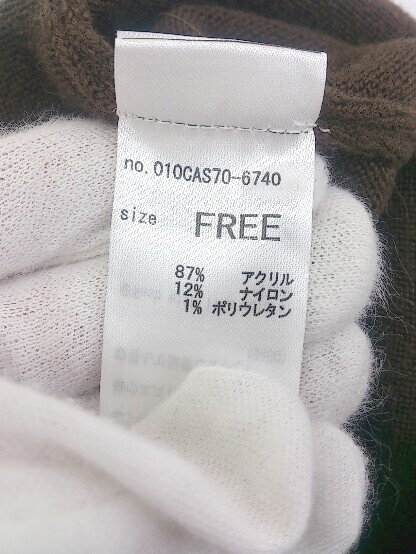 no.010CAS70-6740
size FREE
87% アクリル
12% ナイロン
1% ポリウレタン